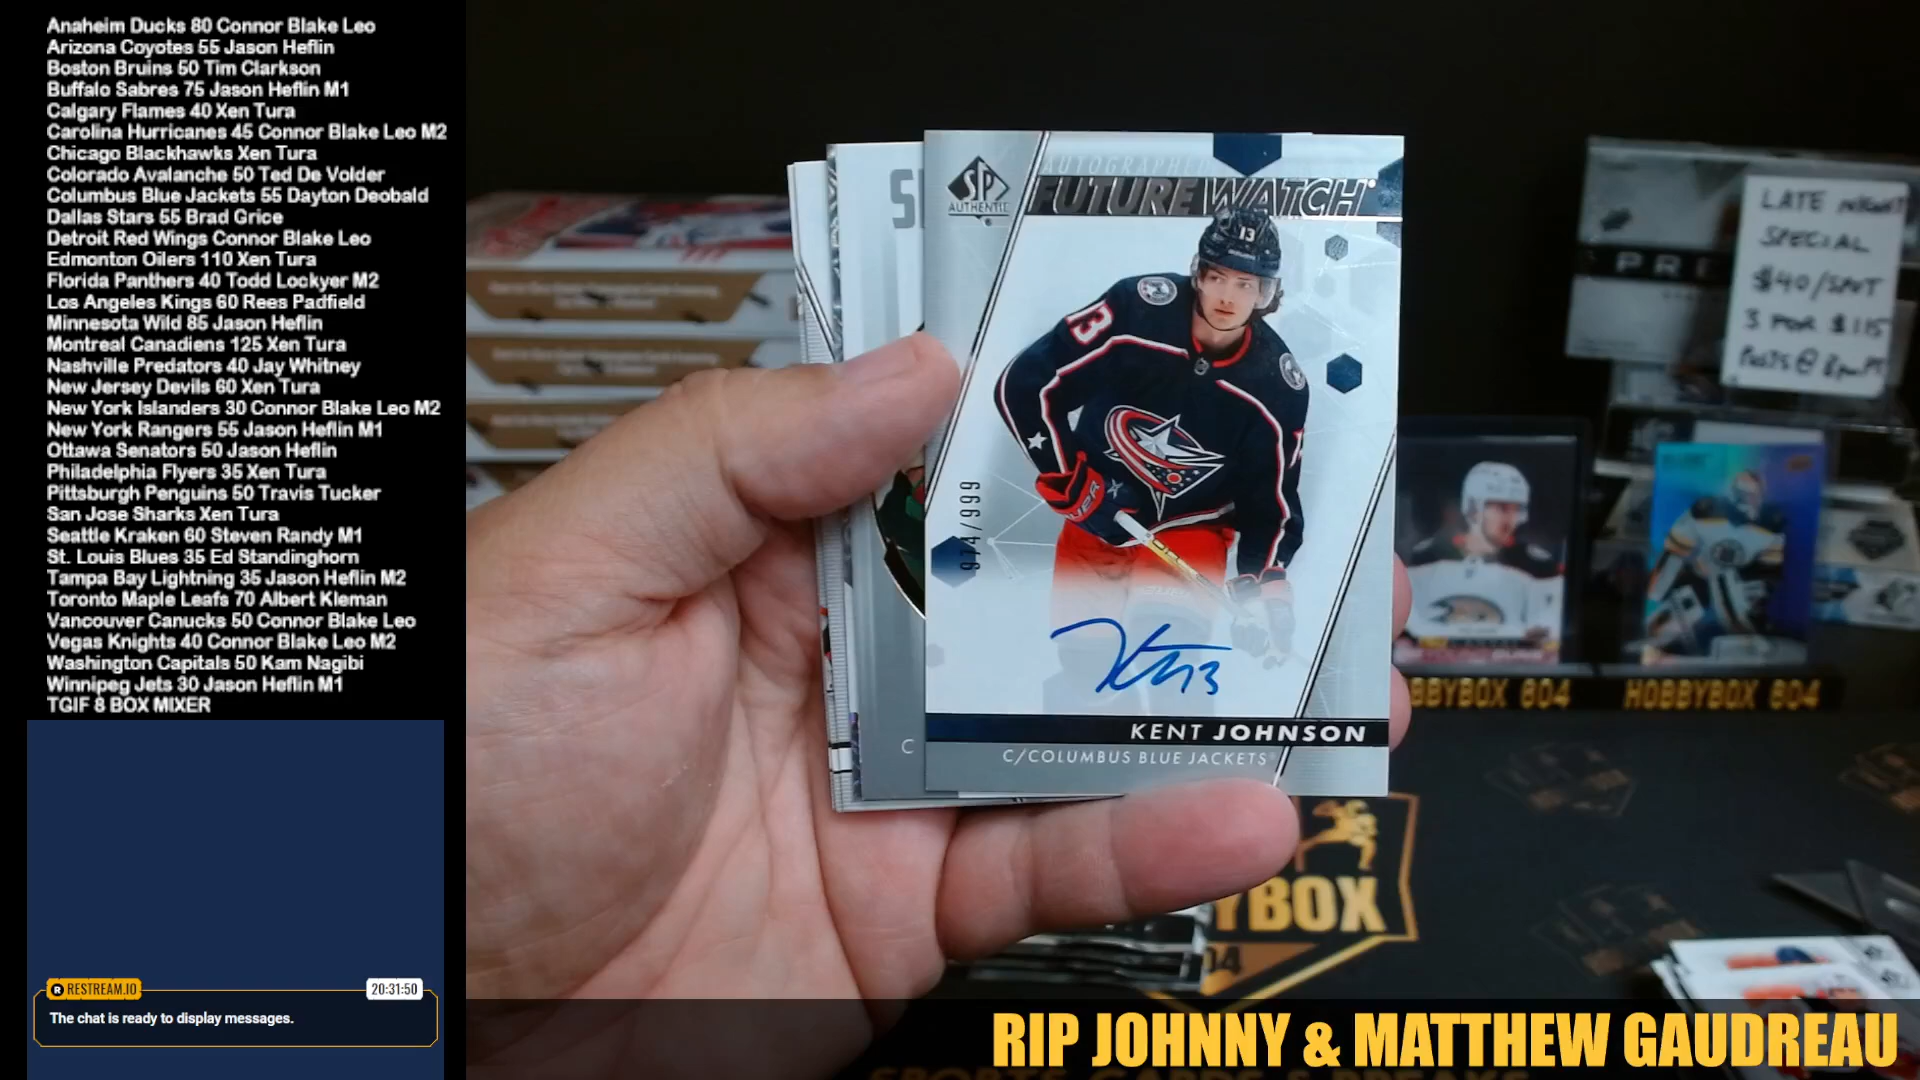 Anaheim Ducks 80 Connor Blake Leo
Arizona Coyotes 55 Jason Heflin
Boston Bruins 50 Tim Clarkson
Buffalo Sabres 75 Jason Heflin M1
Calgary Flames 40 Xen Tura
Carolina Hurricanes 45 Connor Blake Leo M2
Chicago Blackhawks Xen Tura
Colorado Avalanche 50 Ted De Volder
Columbus Blue Jackets 55 Dayton Deobald
Dallas Stars 55 Brad Grice
Detroit Red Wings Connor Blake Leo
Edmonton Oilers 110 Xen Tura
Florida Panthers 40 Todd Lockyer M2
Los Angeles Kings 60 Rees Padfield
Minnesota Wild 85 Jason Heflin
Montreal Canadiens 125 Xen Tura
Nashville Predators 40 Jay Whitney
New Jersey Devils 60 Xen Tura
New York Islanders 30 Connor Blake Leo M2
New York Rangers 55 Jason Heflin M1
Ottawa Senators 50 Jason Heflin
Philadelphia Flyers 35 Xen Tura
Pittsburgh Penguins 50 Travis Tucker
San Jose Sharks Xen Tura
Seattle Kraken 60 Steven Randy M1
St. Louis Blues 35 Ed Standinghorn
Tampa Bay Lightning 35 Jason Heflin M2
Toronto Maple Leafs 70 Albert Kleman
Vancouver Canucks 50 Connor Blake Leo
Vegas Knights 40 Connor Blake Leo M2
Washington Capitals 50 Kam Nagibi
Winnipeg Jets 30 Jason Heflin M1
TGIF 8 BOX MIXER
RESTREAM.IO
20:31:50
The chat is ready to display messages.
SP
AUTHENTIC
AUTOGRAPHED
FUTURE WATCH
13
13
KENT JOHNSON
C/COLUMBUS BLUE JACKETS
LATE NIGHT
SPECIAL
$40/SPOT
3 FOR $115
POSTS @ 8pm PT
HOBBYBOX 604
YBOX
04
RIP JOHNNY & MATTHEW GAUDREAU